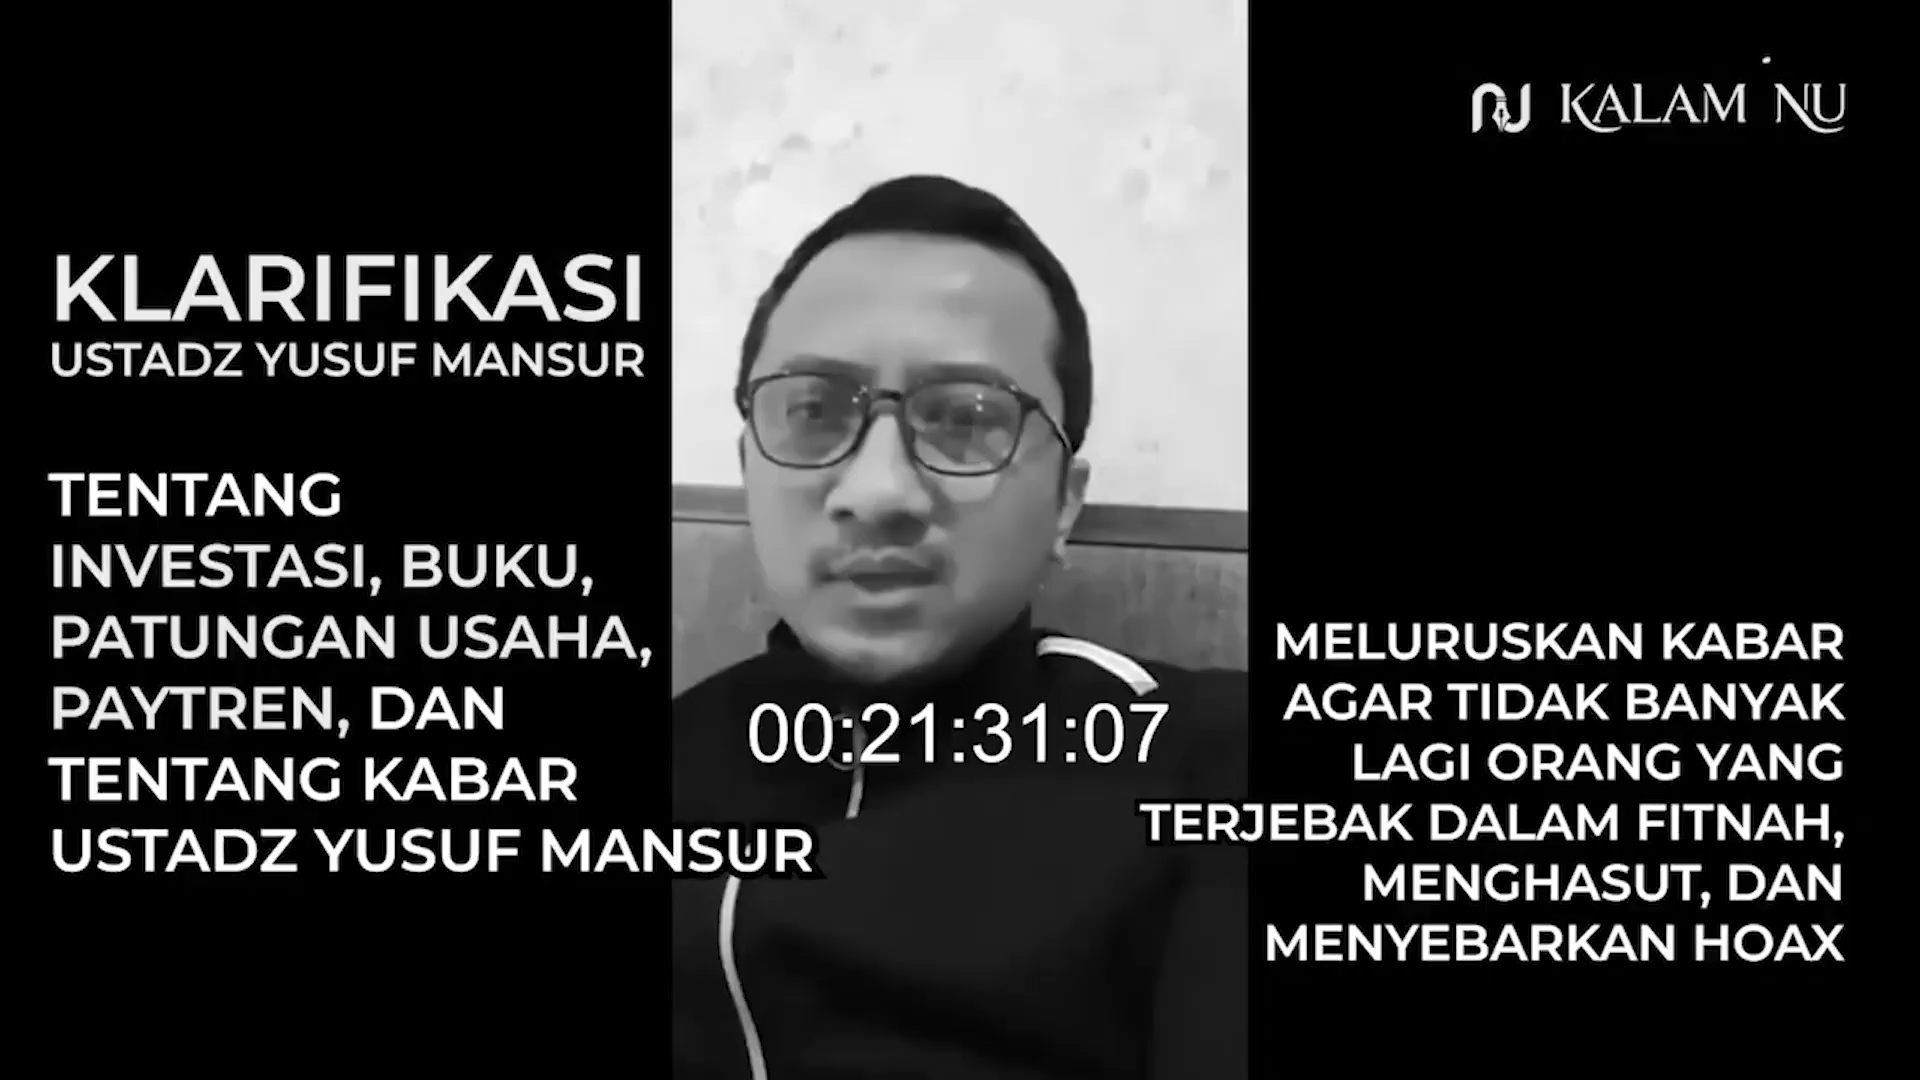 KALAM NU
KLARIFIKASI
USTADZ YUSUF MANSUR
TENTANG
INVESTASI, BUKU,
PATUNGAN USAHA,
PAYTREN, DAN
TENTANG KABAR
USTADZ YUSUF MANSUR
00:21:31:07
MELURUSKAN KABAR
AGAR TIDAK BANYAK
LAGI ORANG YANG
TERJEBAK DALAM FITNAH,
MENGHASUT, DAN
MENYEBARKAN HOAX